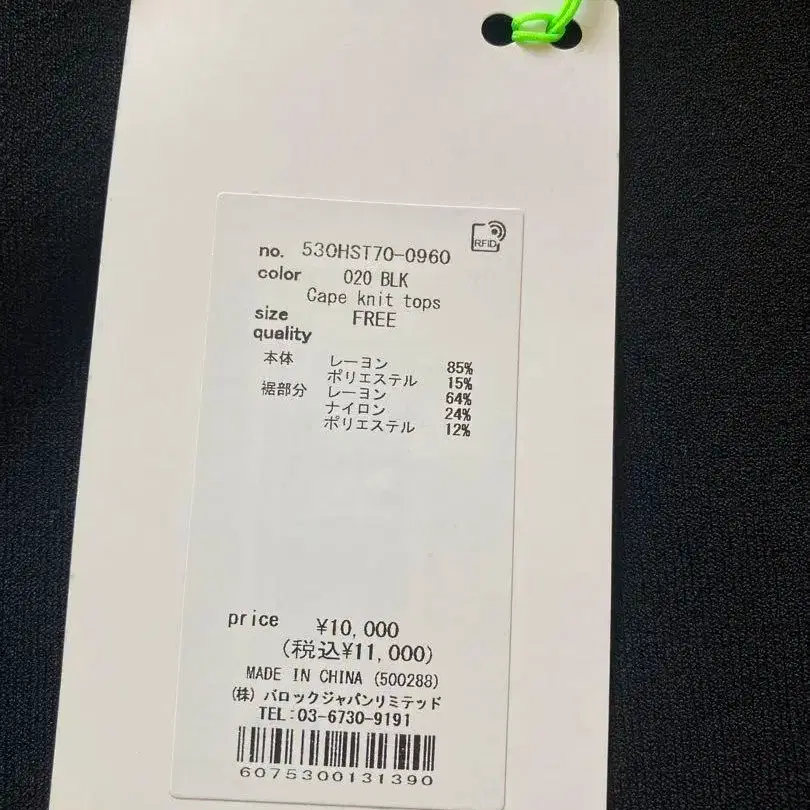 RFID
no. 530HST70-0960
color 020 BLK
Cape knit tops
size FREE
quality
本体 レーヨン 85%
ポリエステル 15%
裾部分 レーヨン 64%
ナイロン 24%
ポリエステル 12%
price ¥10,000
(税込¥11,000)
MADE IN CHINA (500288)
(株) バロックジャパンリミテッド
TEL:03-6730-9191
6075300131390